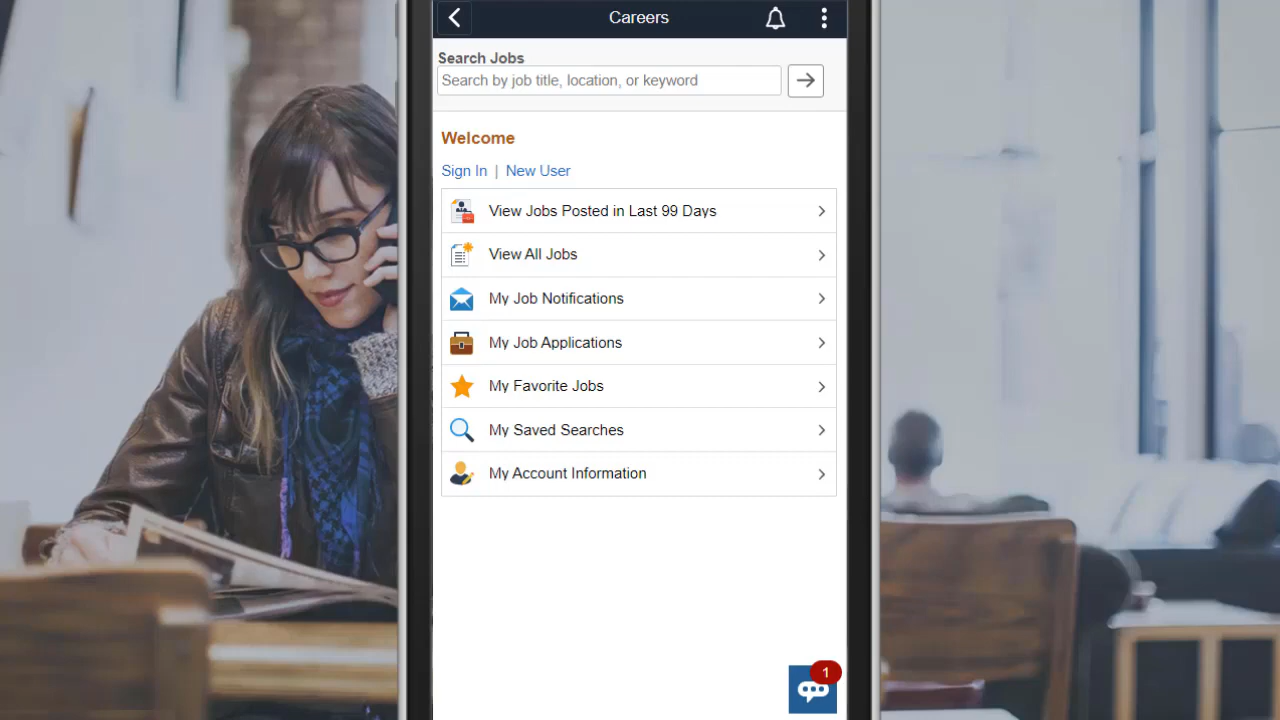 Careers
Search Jobs
Search by job title, location, or keyword
Welcome
Sign In | New User
View Jobs Posted in Last 99 Days
View All Jobs
My Job Notifications
My Job Applications
My Favorite Jobs
My Saved Searches
My Account Information
1